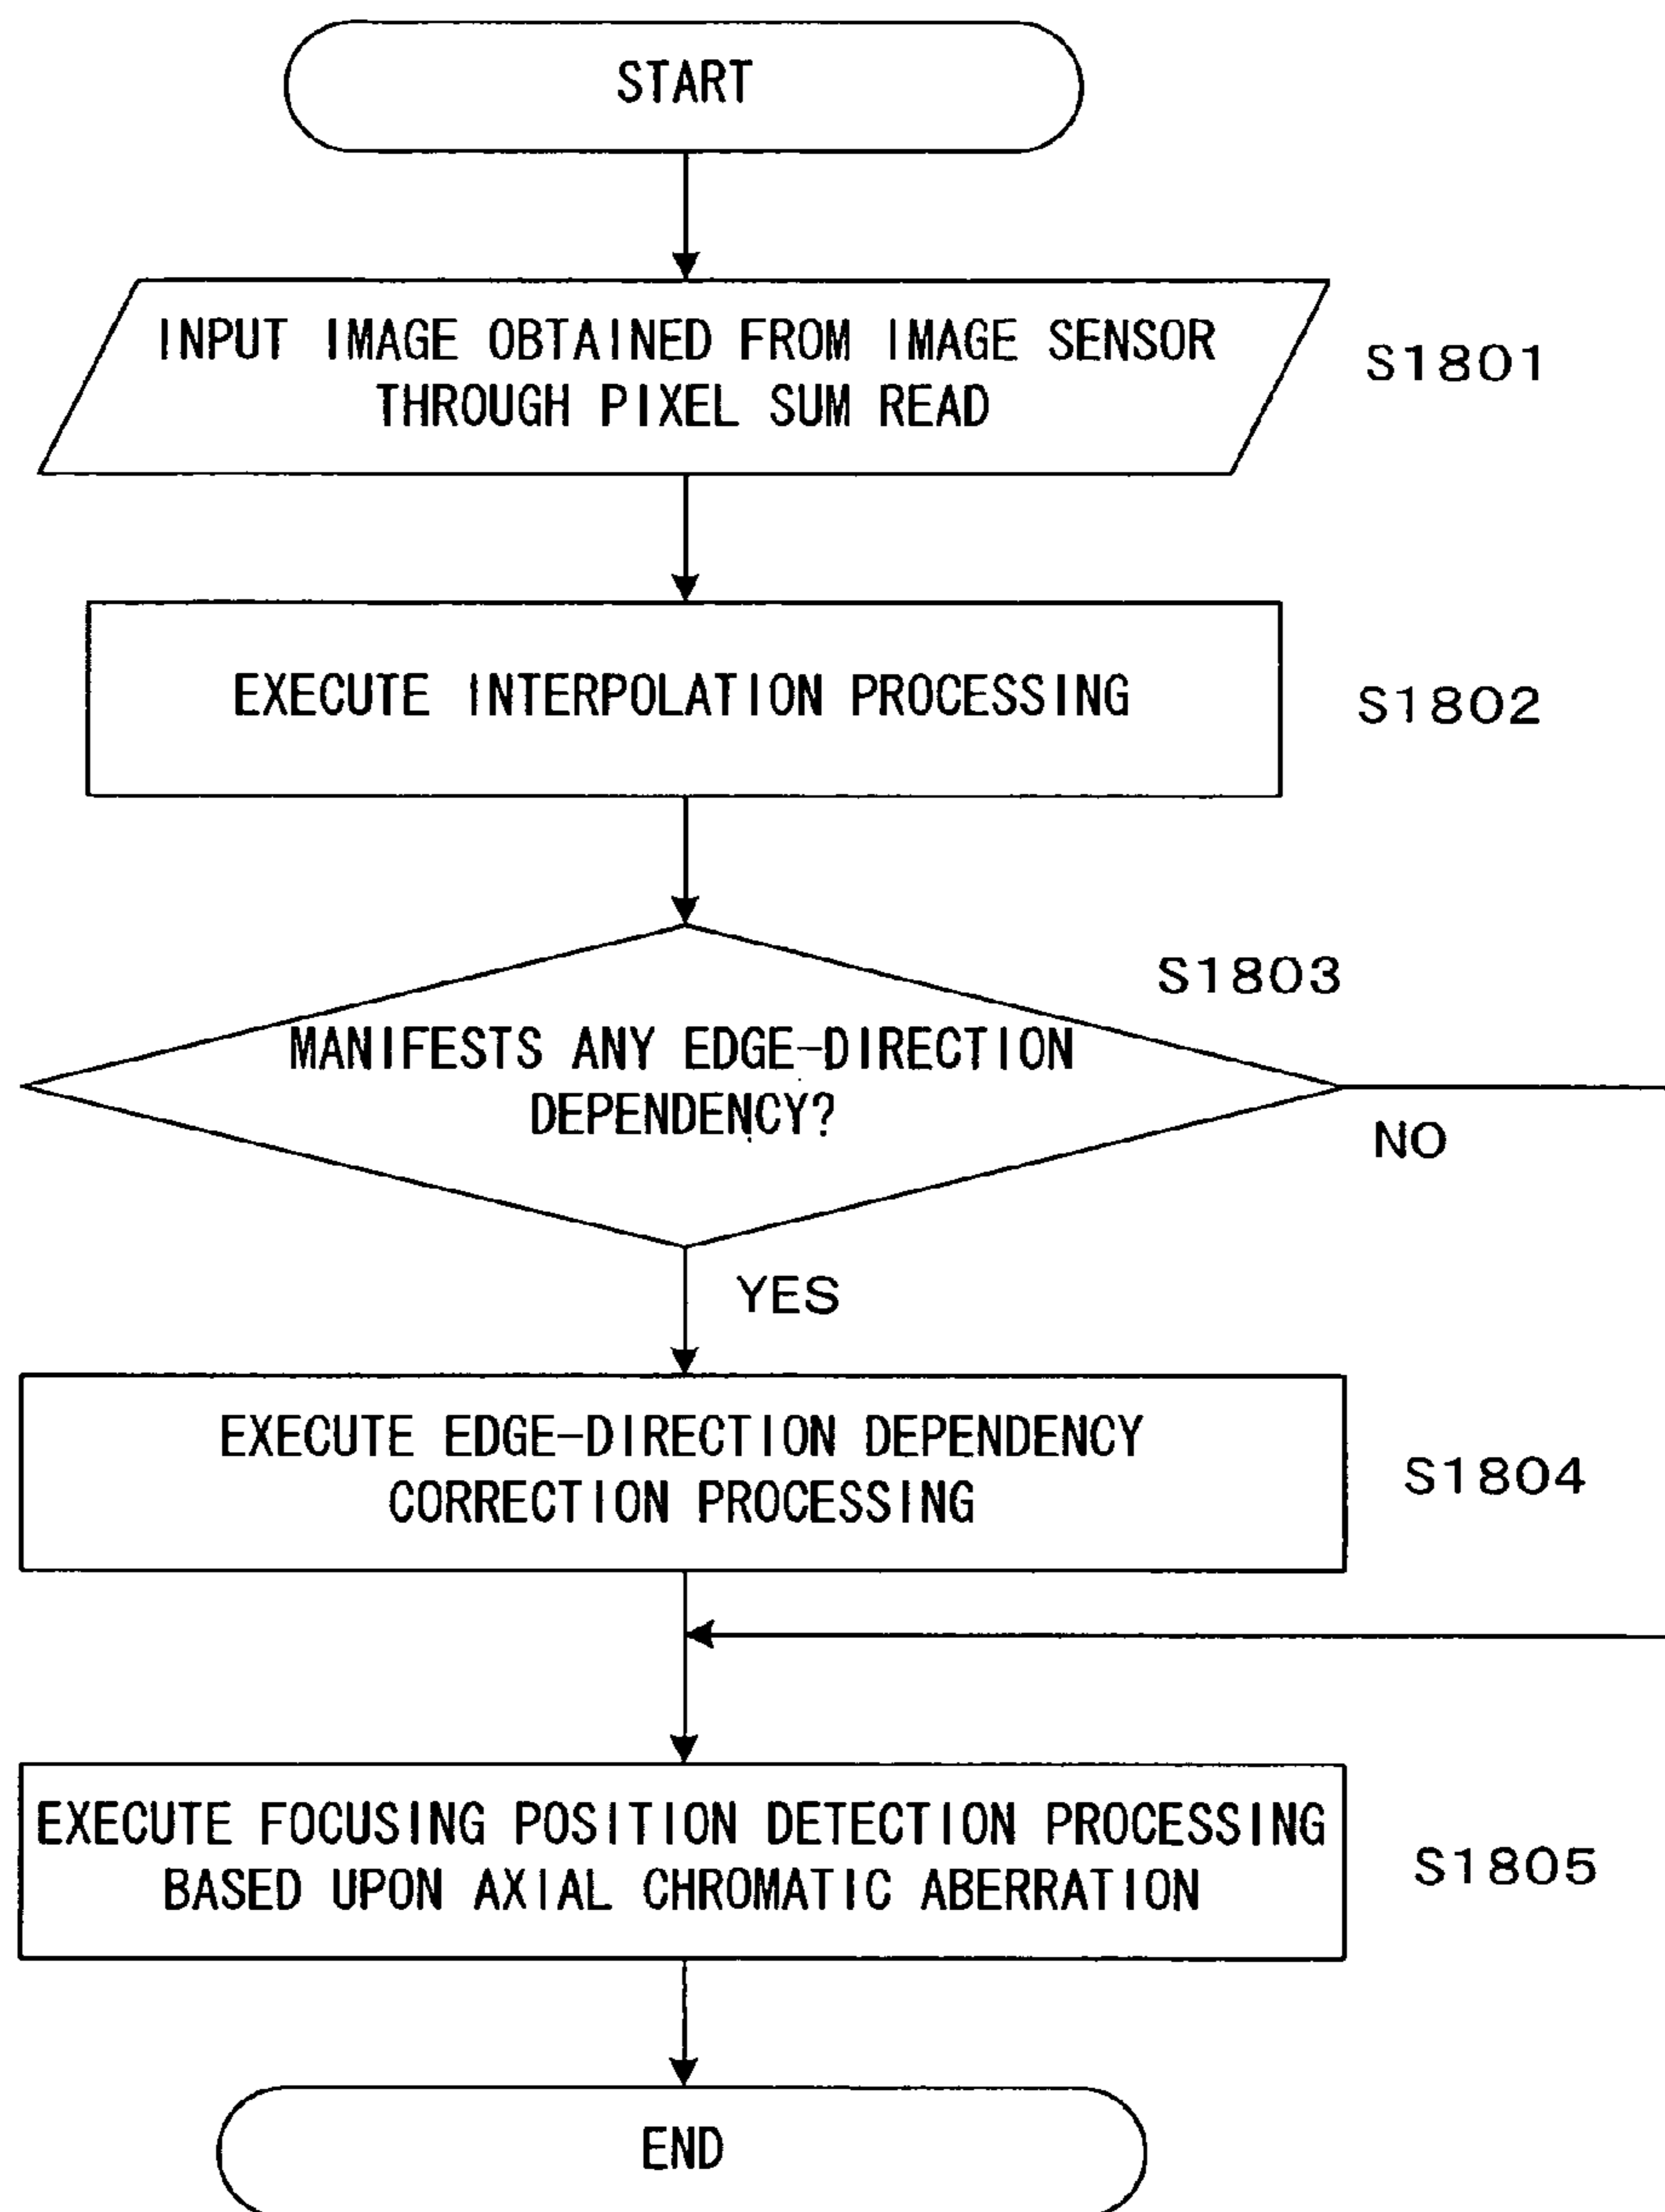 START
INPUT IMAGE OBTAINED FROM IMAGE SENSOR
THROUGH PIXEL SUM READ
S1801
EXECUTE INTERPOLATION PROCESSING
S1802
S1803
MANIFESTS ANY EDGE-DIRECTION
DEPENDENCY?
NO
YES
EXECUTE EDGE-DIRECTION DEPENDENCY
CORRECTION PROCESSING
S1804
EXECUTE FOCUSING POSITION DETECTION PROCESSING
BASED UPON AXIAL CHROMATIC ABERRATION
S1805
END